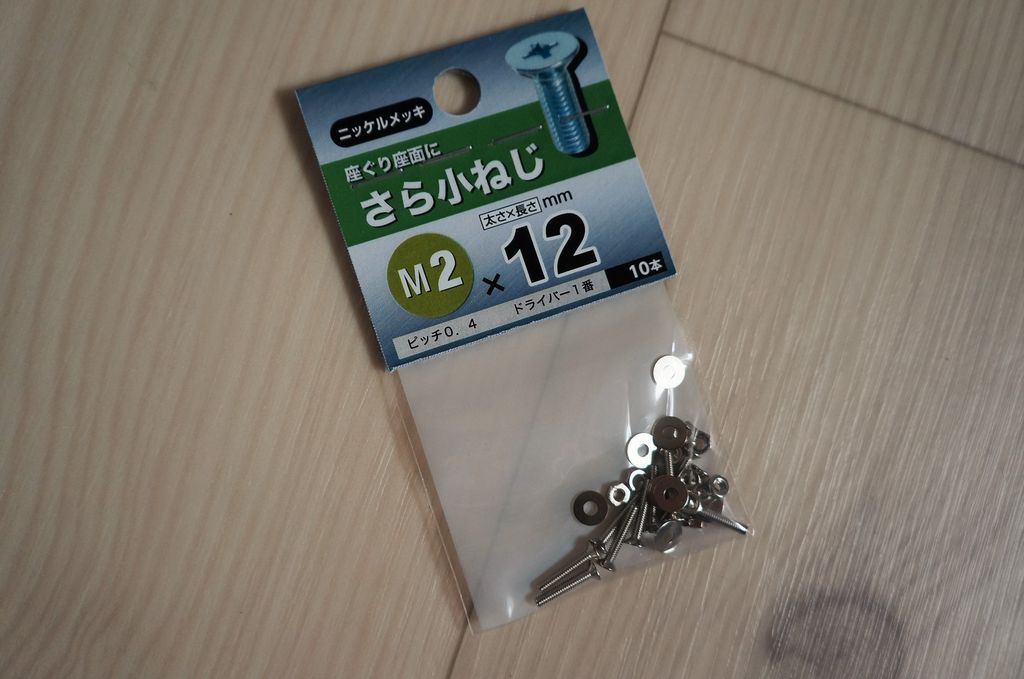 ニッケルメッキ
座ぐり座面に
さら小ねじ
太さ×長さ mm
M2 × 12
10本
ピッチ0.4 ドライバー1番